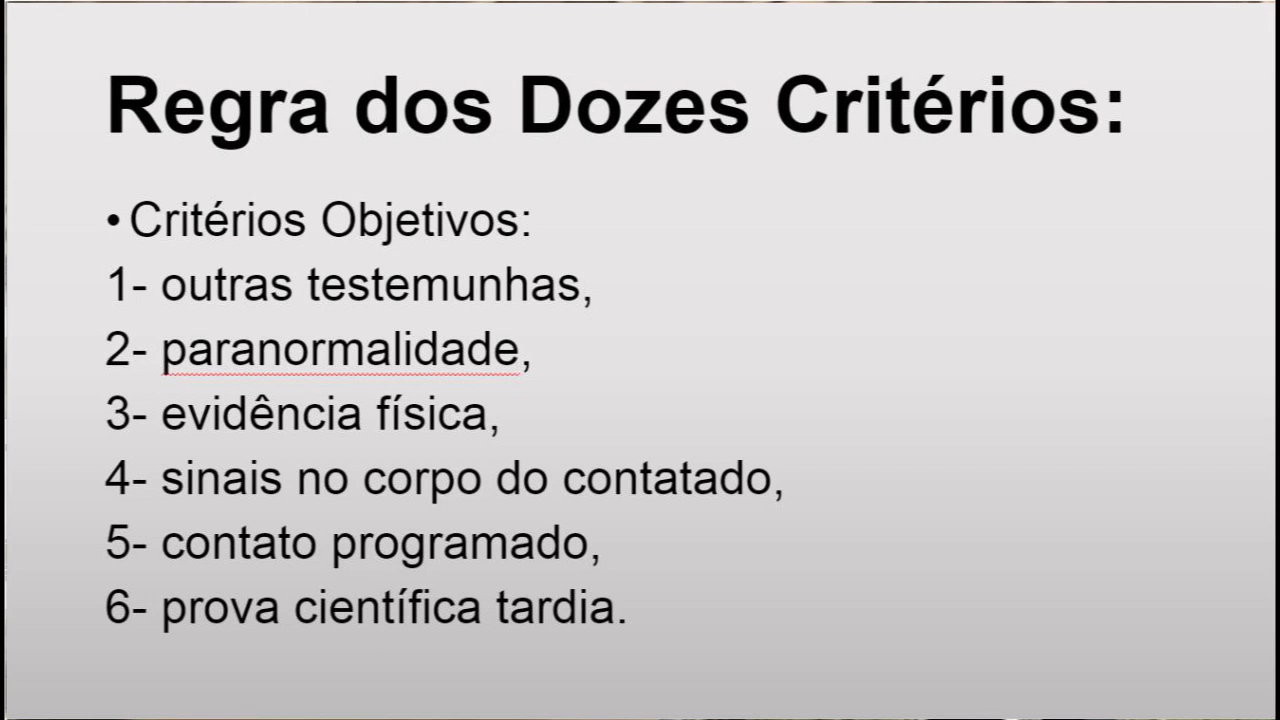 Regra dos Dozes Critérios:
• Critérios Objetivos:
1- outras testemunhas,
2- paranormalidade,
3- evidência física,
4- sinais no corpo do contatado,
5- contato programado,
6- prova científica tardia.